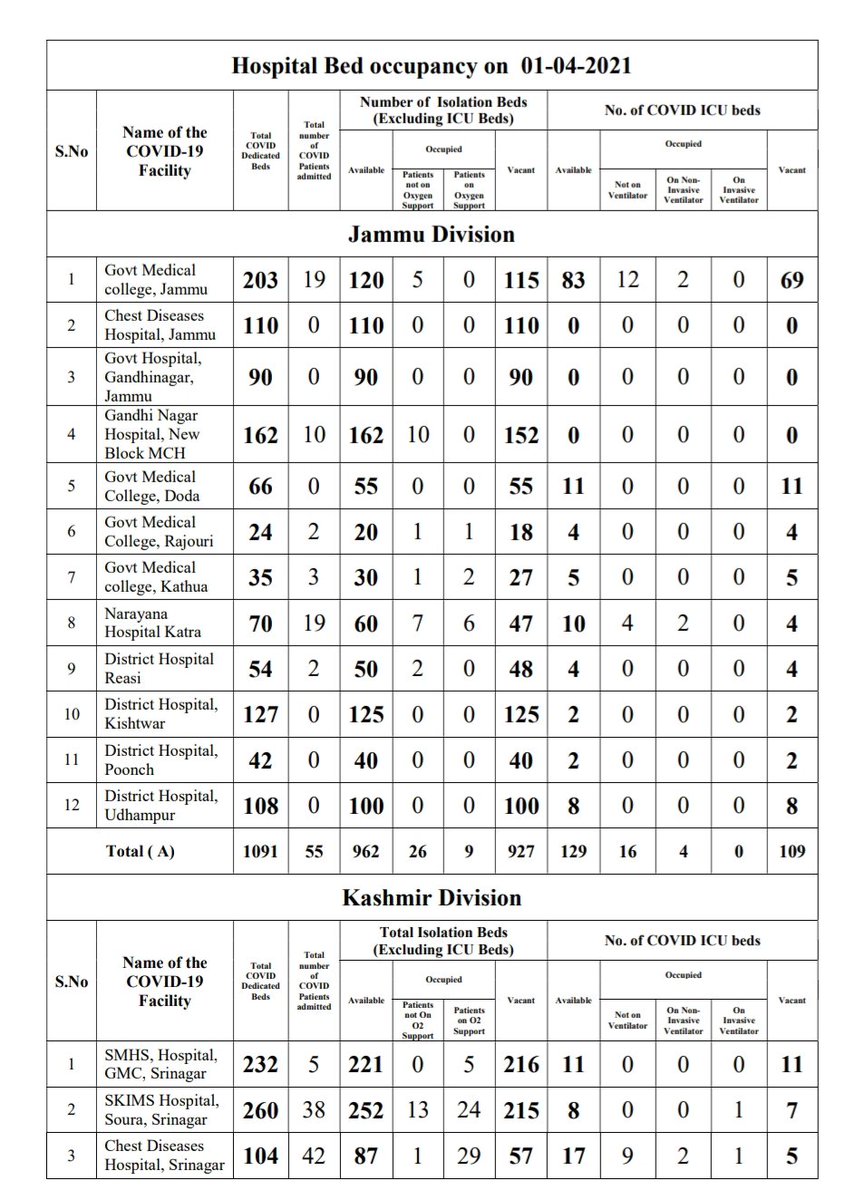 Hospital Bed occupancy on 01-04-2021
S.No
Name of the
COVID-19
Facility
Total
COVID
Dedicated
Beds
Total
number
of
COVID
Patients
admitted
Number of Isolation Beds
(Excluding ICU Beds)
No. of COVID ICU beds
Available
Occupied
Vacant
Available
Occupied
Vacant
Patients
not on
Oxygen
Support
Patients
on
Oxygen
Support
Not on
Ventilator
On Non-
Invasive
Ventilator
On
Invasive
Ventilator
Jammu Division
1 Govt Medical
college, Jammu 203 19 120 5 0 115 83 12 2 0 69
2 Chest Diseases
Hospital, Jammu 110 0 110 0 0 110 0 0 0 0 0
3 Govt Hospital,
Gandhinagar,
Jammu 90 0 90 0 0 90 0 0 0 0 0
4 Gandhi Nagar
Hospital, New
Block MCH 162 10 162 10 0 152 0 0 0 0 0
5 Govt Medical
College, Doda 66 0 55 0 0 55 11 0 0 0 11
6 Govt Medical
College, Rajouri 24 2 20 1 1 18 4 0 0 0 4
7 Govt Medical
college, Kathua 35 3 30 1 2 27 5 0 0 0 5
8 Narayana
Hospital Katra 70 19 60 7 6 47 10 4 2 0 4
9 District Hospital
Reasi 54 2 50 2 0 48 4 0 0 0 4
10 District Hospital,
Kishtwar 127 0 125 0 0 125 2 0 0 0 2
11 District Hospital,
Poonch 42 0 40 0 0 40 2 0 0 0 2
12 District Hospital,
Udhampur 108 0 100 0 0 100 8 0 0 0 8
Total ( A) 1091 55 962 26 9 927 129 16 4 0 109
Kashmir Division
S.No
Name of the
COVID-19
Facility
Total
COVID
Dedicated
Beds
Total
number
of
COVID
Patients
admitted
Total Isolation Beds
(Excluding ICU Beds)
No. of COVID ICU beds
Available
Occupied
Vacant
Available
Occupied
Vacant
Patients
not On
O2
Support
Patients
on O2
Support
Not on
Ventilator
On Non-
Invasive
Ventilator
On
Invasive
Ventilator
1 SMHS, Hospital,
GMC, Srinagar 232 5 221 0 5 216 11 0 0 0 11
2 SKIMS Hospital,
Soura, Srinagar 260 38 252 13 24 215 8 0 0 1 7
3 Chest Diseases
Hospital, Srinagar 104 42 87 1 29 57 17 9 2 1 5